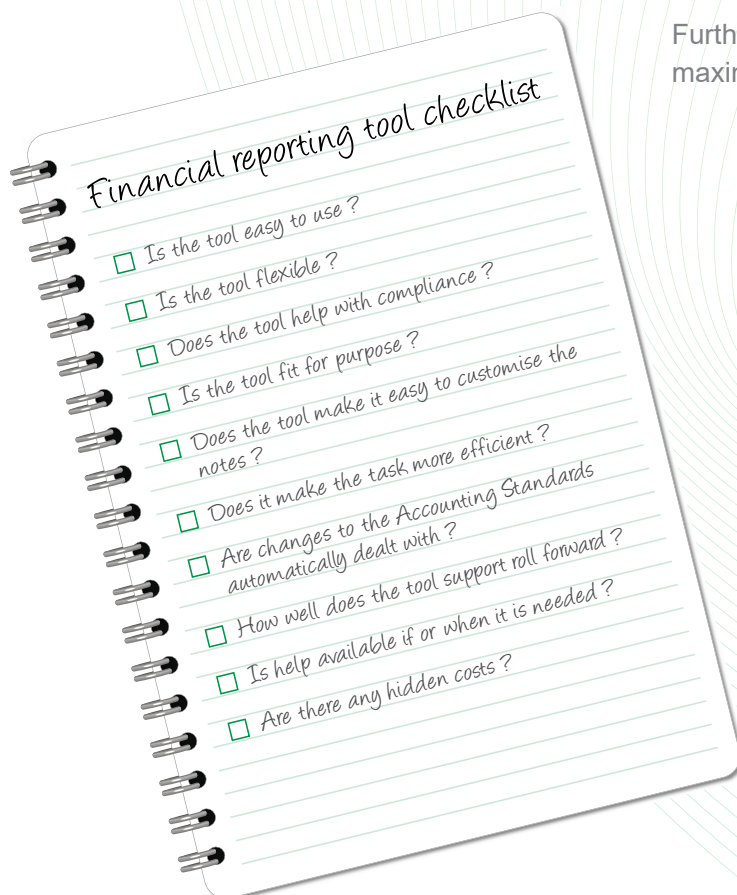 Furth
maxin
Financial reporting tool checklist
Is the tool easy to use ?
Is the tool flexible ?
Does the tool help with compliance ?
Is the tool fit for purpose ?
Does the tool make it easy to customise the
notes ?
Does it make the task more efficient ?
Are changes to the Accounting Standards
automatically dealt with ?
How well does the tool support roll forward ?
Is help available if or when it is needed ?
Are there any hidden costs ?